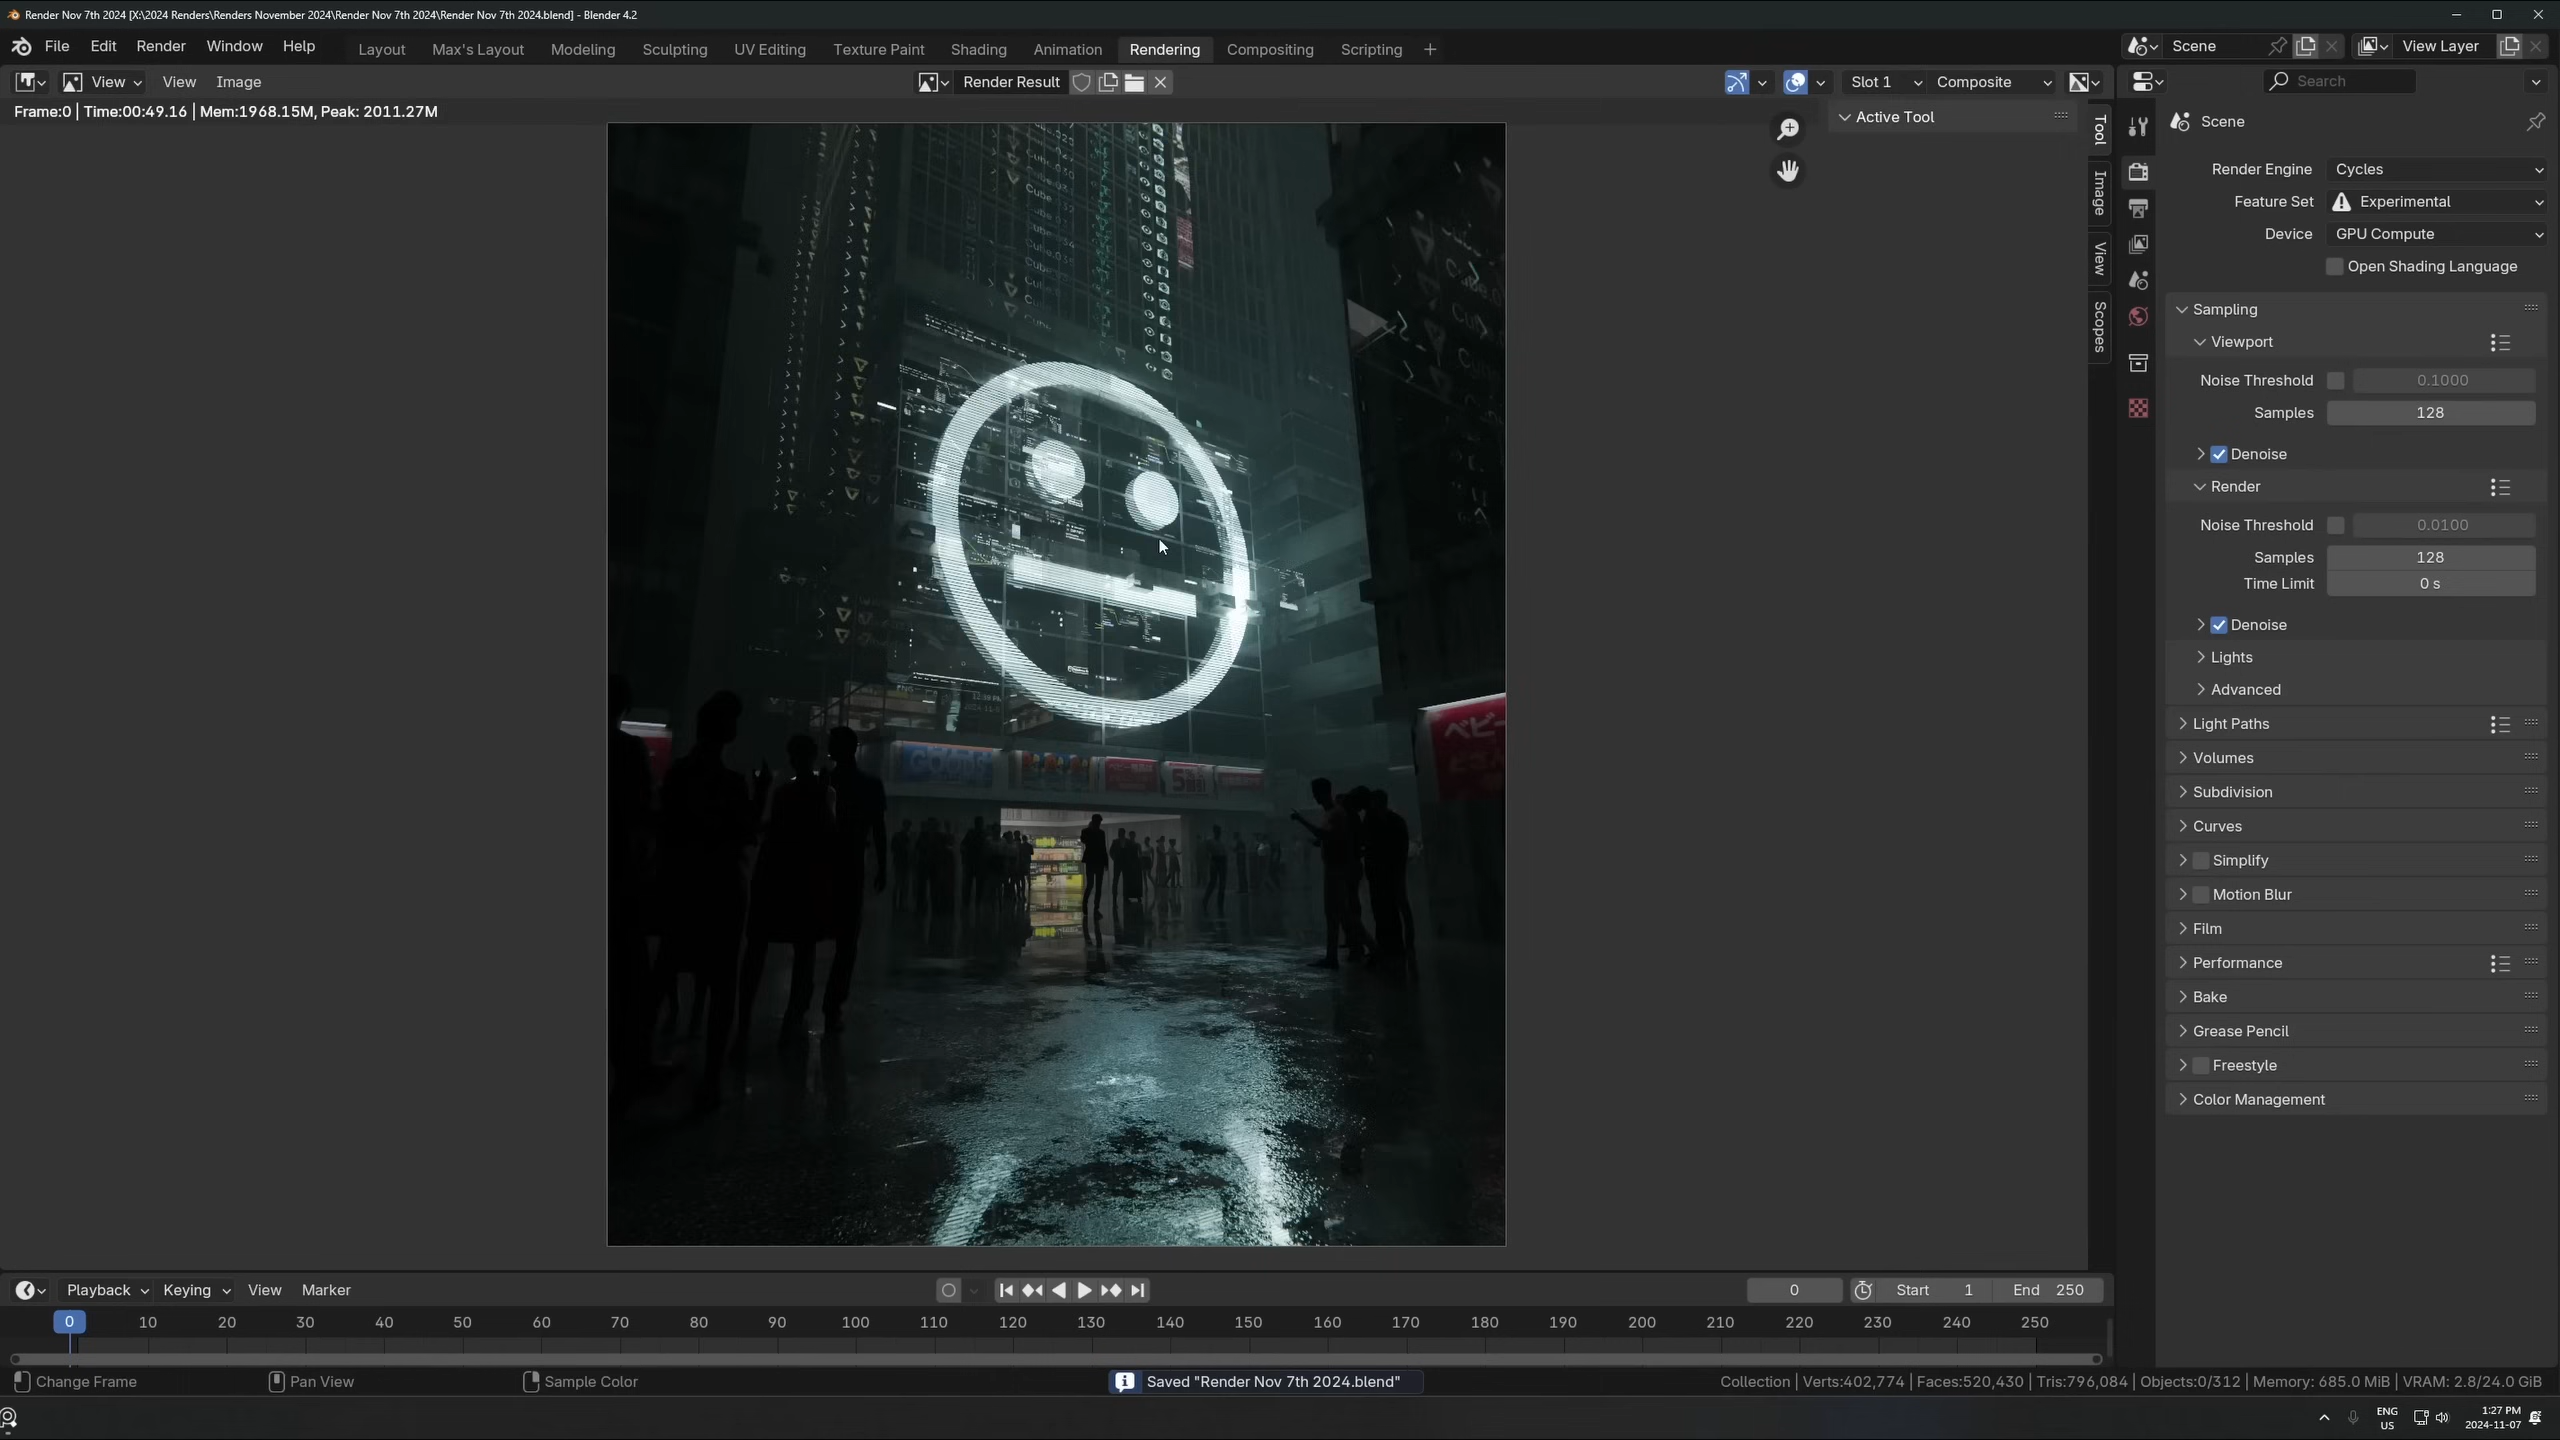 Render Nov 7th 2024 [X:\2024 Renders\Renders November 2024\Render Nov 7th 2024\Render Nov 7th 2024.blend] - Blender 4.2
File Edit Render Window Help Layout Max's Layout Modeling Sculpting UV Editing Texture Paint Shading Animation Rendering Compositing Scripting + Scene View Layer
View View Image Render Result Slot 1 Composite Search
Frame:0 | Time:00:49.16 | Mem:1968.15M, Peak: 2011.27M
Active Tool
Tool
Image
View
Scopes
Scene
Render Engine Cycles
Feature Set Experimental
Device GPU Compute
Open Shading Language
Sampling
Viewport
Noise Threshold 0.1000
Samples 128
Denoise
Render
Noise Threshold 0.0100
Samples 128
Time Limit 0 s
Denoise
Lights
Advanced
Light Paths
Volumes
Subdivision
Curves
Simplify
Motion Blur
Film
Performance
Bake
Grease Pencil
Freestyle
Color Management
ベビー
Playback Keying View Marker 0 Start 1 End 250
0 10 20 30 40 50 60 70 80 90 100 110 120 130 140 150 160 170 180 190 200 210 220 230 240 250
Change Frame Pan View Sample Color Saved "Render Nov 7th 2024.blend" Collection | Verts:402,774 | Faces:520,430 | Tris:796,084 | Objects:0/312 | Memory: 685.0 MiB | VRAM: 2.8/24.0 GiB
ENG
US
1:27 PM
2024-11-07